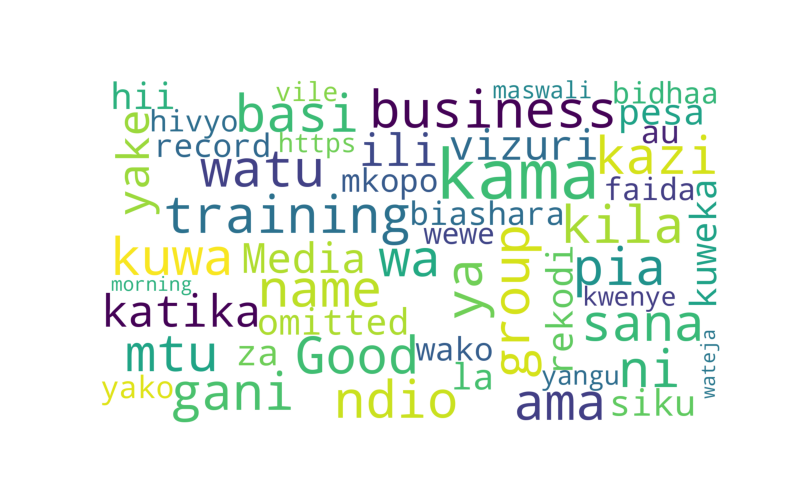 hii
vile
maswali
bidhaa
hivyo
basi
business
pesa
yake
record
https
ili
vizuri
au
kazi
watu
mkopo
kama
faida
training
biashara
kila
kuweka
kuwa
Media
wa
wewe
ya
group
pia
morning
name
rekodi
kwenye
katika
omitted
sana
mtu
za
Good
wako
ni
wateja
yako
gani
ndio
la
yangu
ama
siku